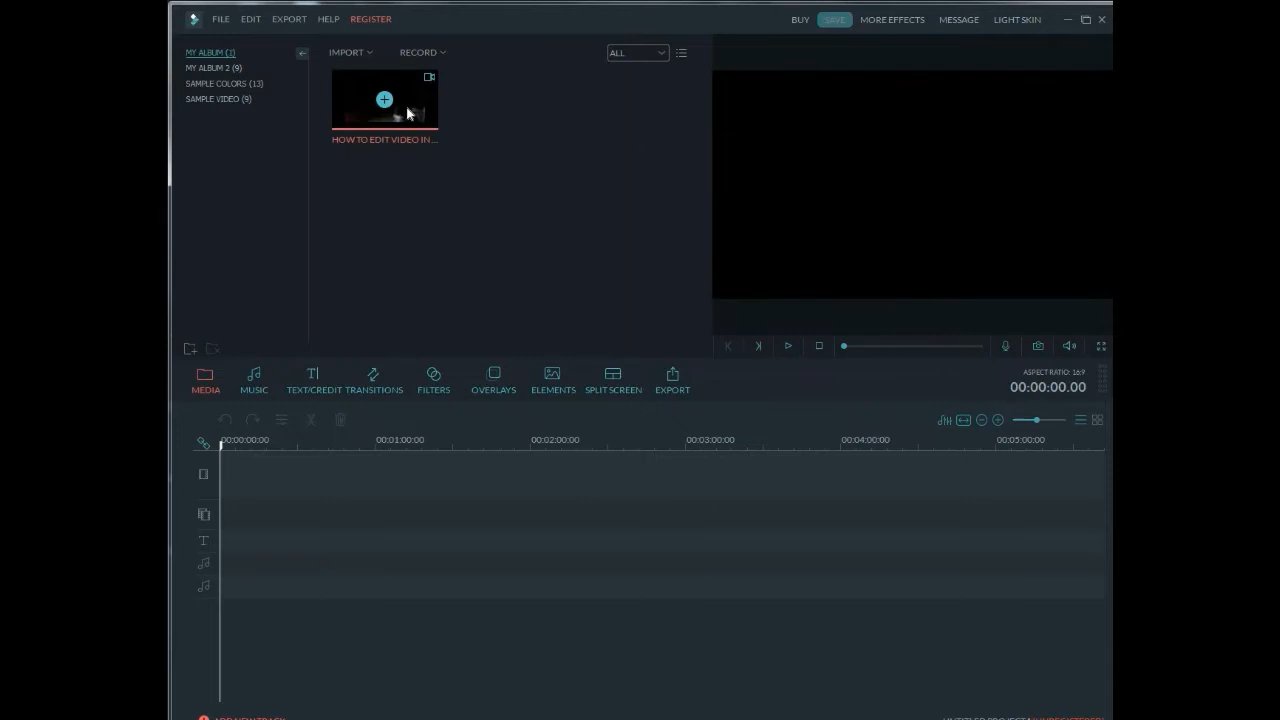 FILE EDIT EXPORT HELP REGISTER BUY SAVE MORE EFFECTS MESSAGE LIGHT SKIN
MY ALBUM (1)
MY ALBUM 2 (9)
SAMPLE COLORS (13)
SAMPLE VIDEO (9)
IMPORT RECORD ALL
HOW TO EDIT VIDEO IN...
MEDIA MUSIC TEXT/CREDIT TRANSITIONS FILTERS OVERLAYS ELEMENTS SPLIT SCREEN EXPORT
ASPECT RATIO: 16:9
00:00:00.00
00:00:00:00 00:01:00:00 00:02:00:00 00:03:00:00 00:04:00:00 00:05:00:00
T
ADD NEW TRACK